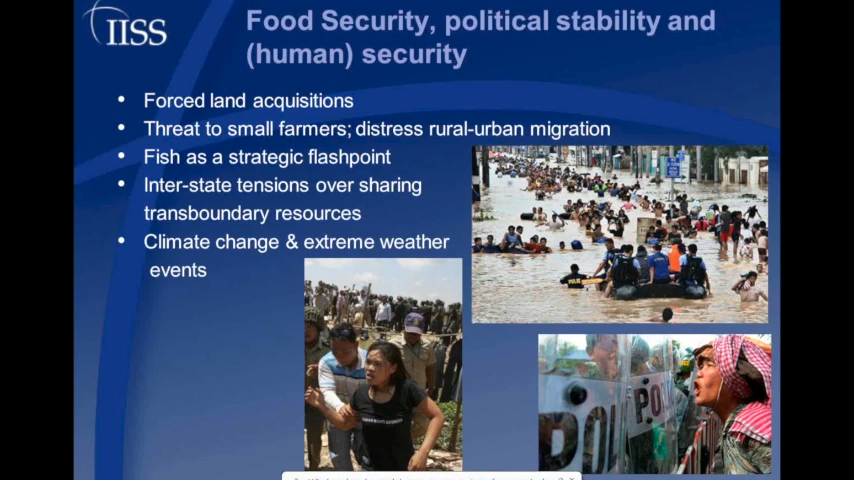 IISS
Food Security, political stability and
(human) security
• Forced land acquisitions
• Threat to small farmers; distress rural-urban migration
• Fish as a strategic flashpoint
• Inter-state tensions over sharing
transboundary resources
• Climate change & extreme weather
events
POLICE